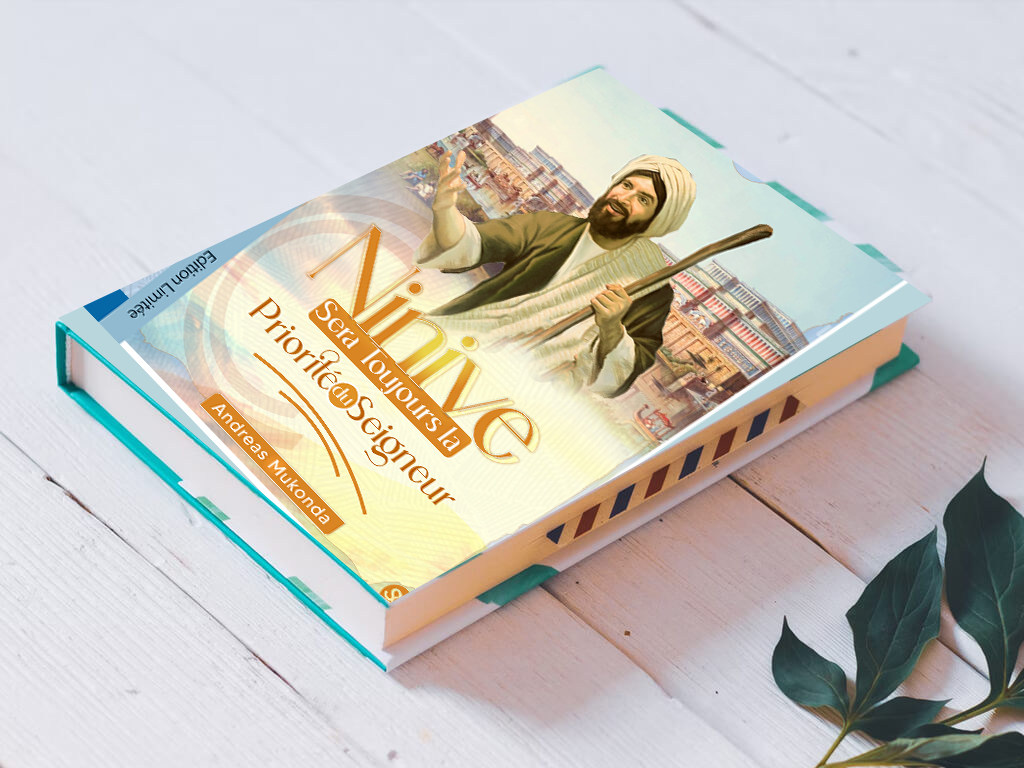 Edition Limitée
Ninive
Sera Toujours la
Priorité du Seigneur
Andreas Mukonda